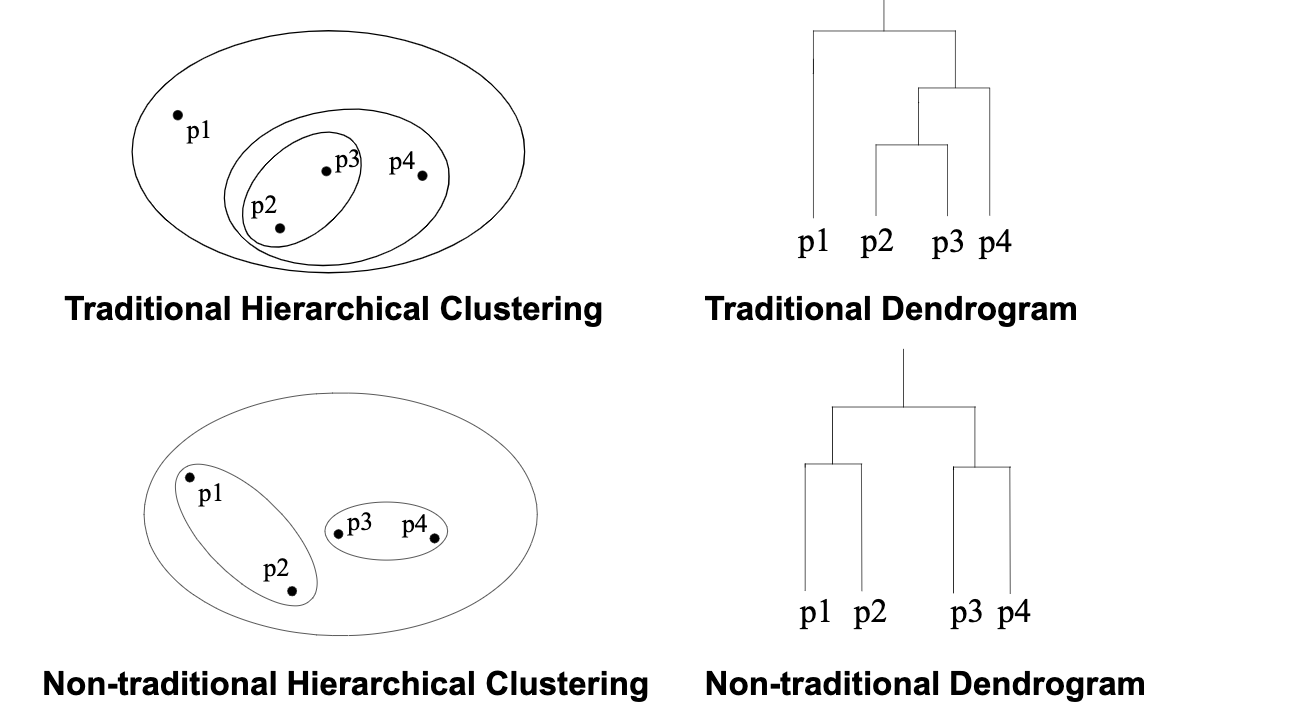 p1
p3
p4
p2
p1 p2 p3 p4
Traditional Hierarchical Clustering
Traditional Dendrogram
p1
p3 p4
p2
p1 p2 p3 p4
Non-traditional Hierarchical Clustering
Non-traditional Dendrogram